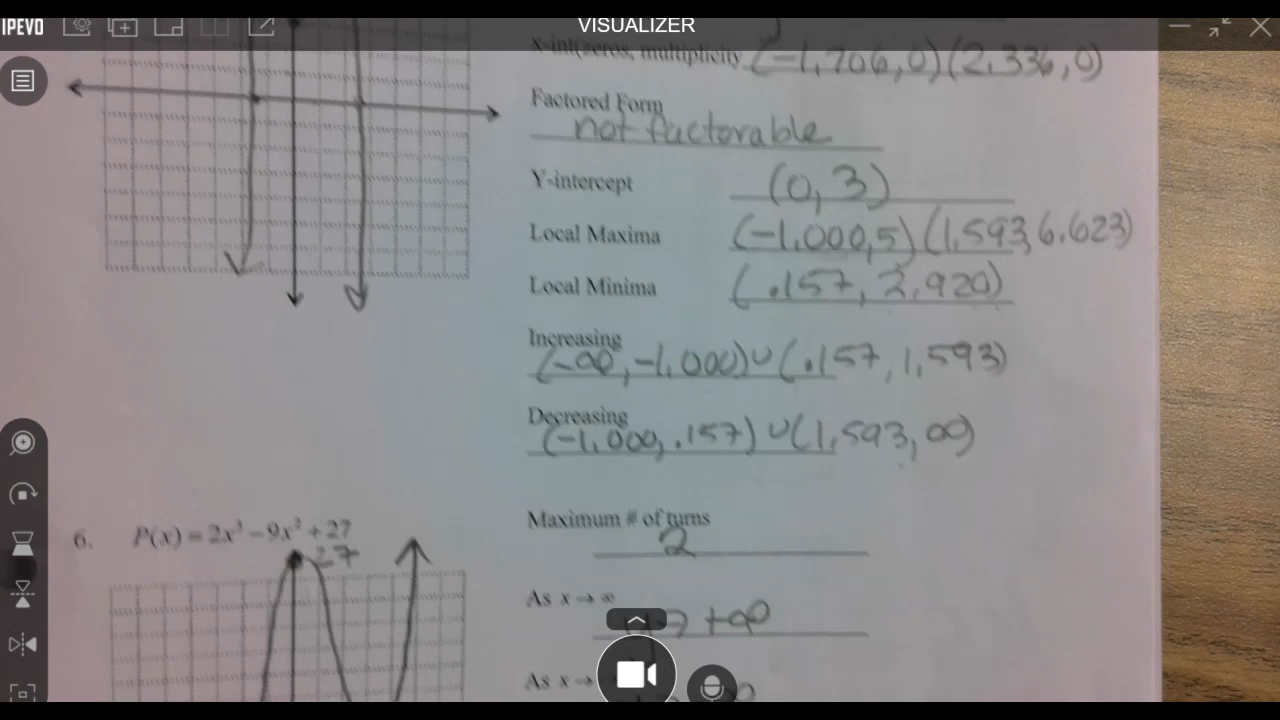 IPEVO
VISUALIZER
x-int(zeros, multiplicity (-1.706, 0)(2.336, 0)
Factored Form
not factorable
Y-intercept (0, 3)
Local Maxima (-1.000, 5)(1.593, 6.623)
Local Minima (.157, 2.920)
Increasing
(-∞, -1.000)∪(.157, 1.593)
Decreasing
(-1.000, .157)∪(1.593, ∞)
6. P(x) = 2x³ − 9x² + 27
27
Maximum # of turns
2
As x → ∞
+∞
As x →